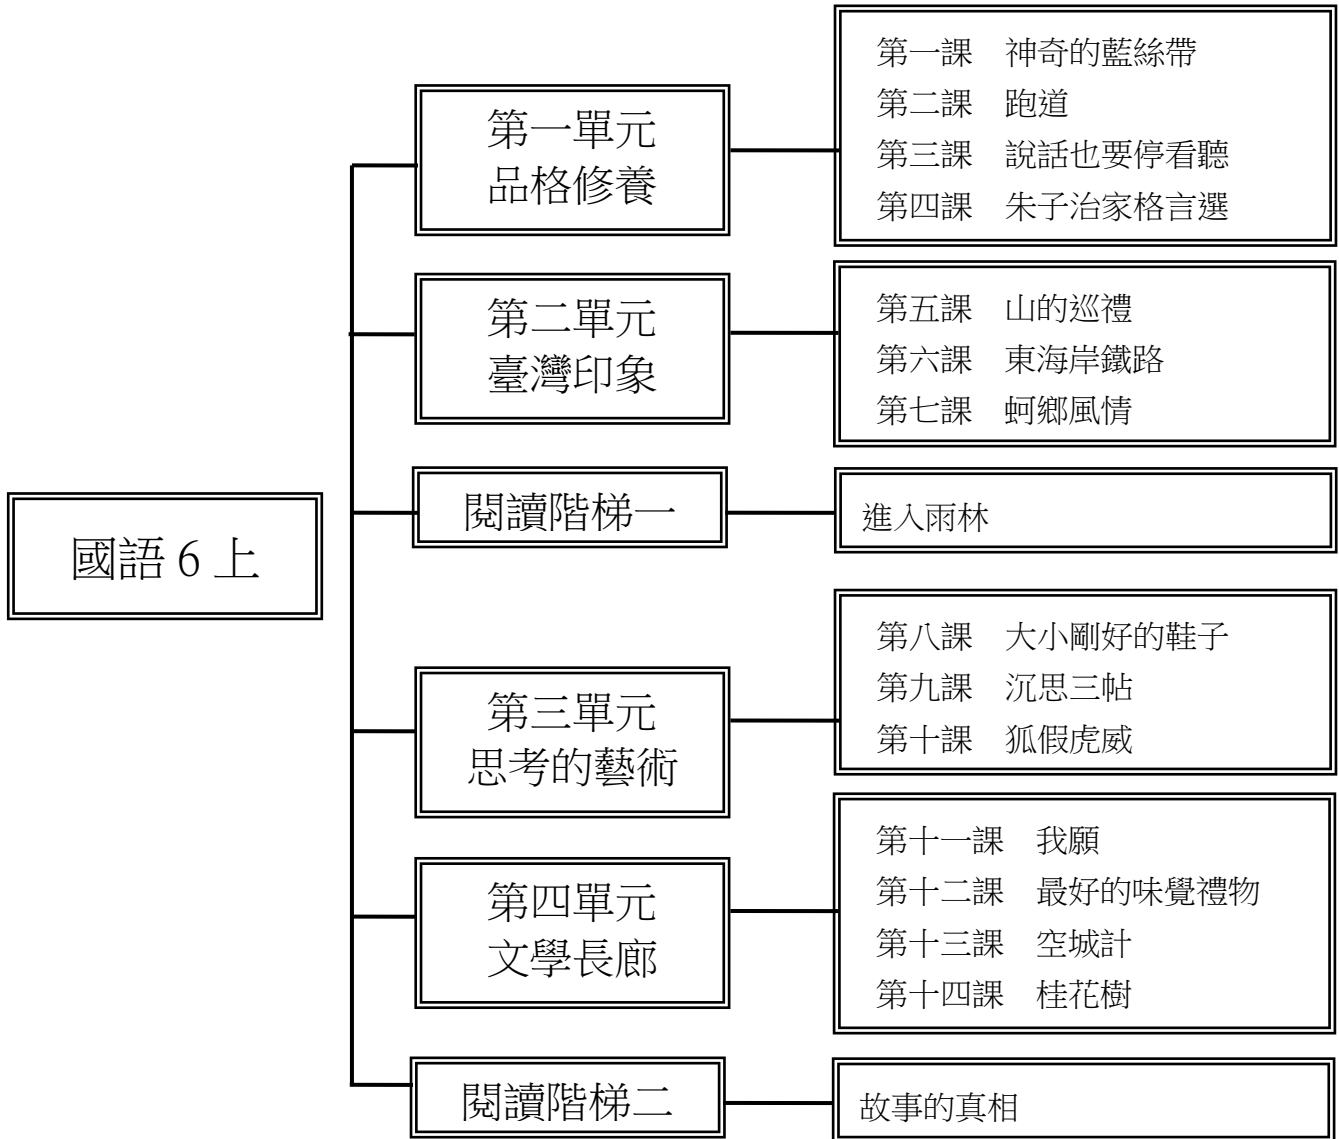 國語 6 上
第一單元
品格修養
第一課　神奇的藍絲帶
第二課　跑道
第三課　說話也要停看聽
第四課　朱子治家格言選
第二單元
臺灣印象
第五課　山的巡禮
第六課　東海岸鐵路
第七課　蚵鄉風情
閱讀階梯一
進入雨林
第三單元
思考的藝術
第八課　大小剛好的鞋子
第九課　沉思三帖
第十課　狐假虎威
第四單元
文學長廊
第十一課　我願
第十二課　最好的味覺禮物
第十三課　空城計
第十四課　桂花樹
閱讀階梯二
故事的真相